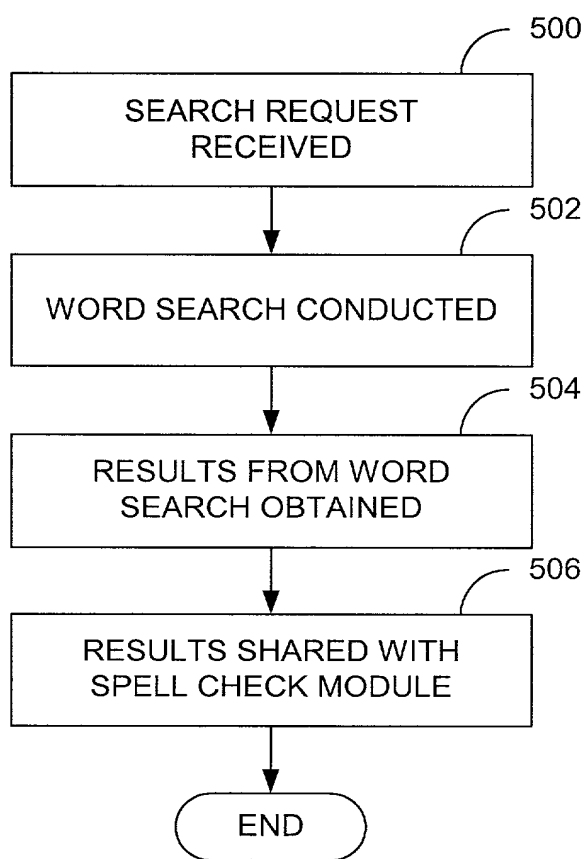 500
SEARCH REQUEST
RECEIVED
502
WORD SEARCH CONDUCTED
504
RESULTS FROM WORD
SEARCH OBTAINED
506
RESULTS SHARED WITH
SPELL CHECK MODULE
END